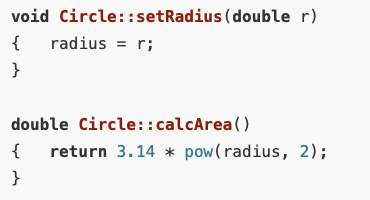 void Circle::setRadius(double r)
{   radius = r;
}

double Circle::calcArea()
{   return 3.14 * pow(radius, 2);
}